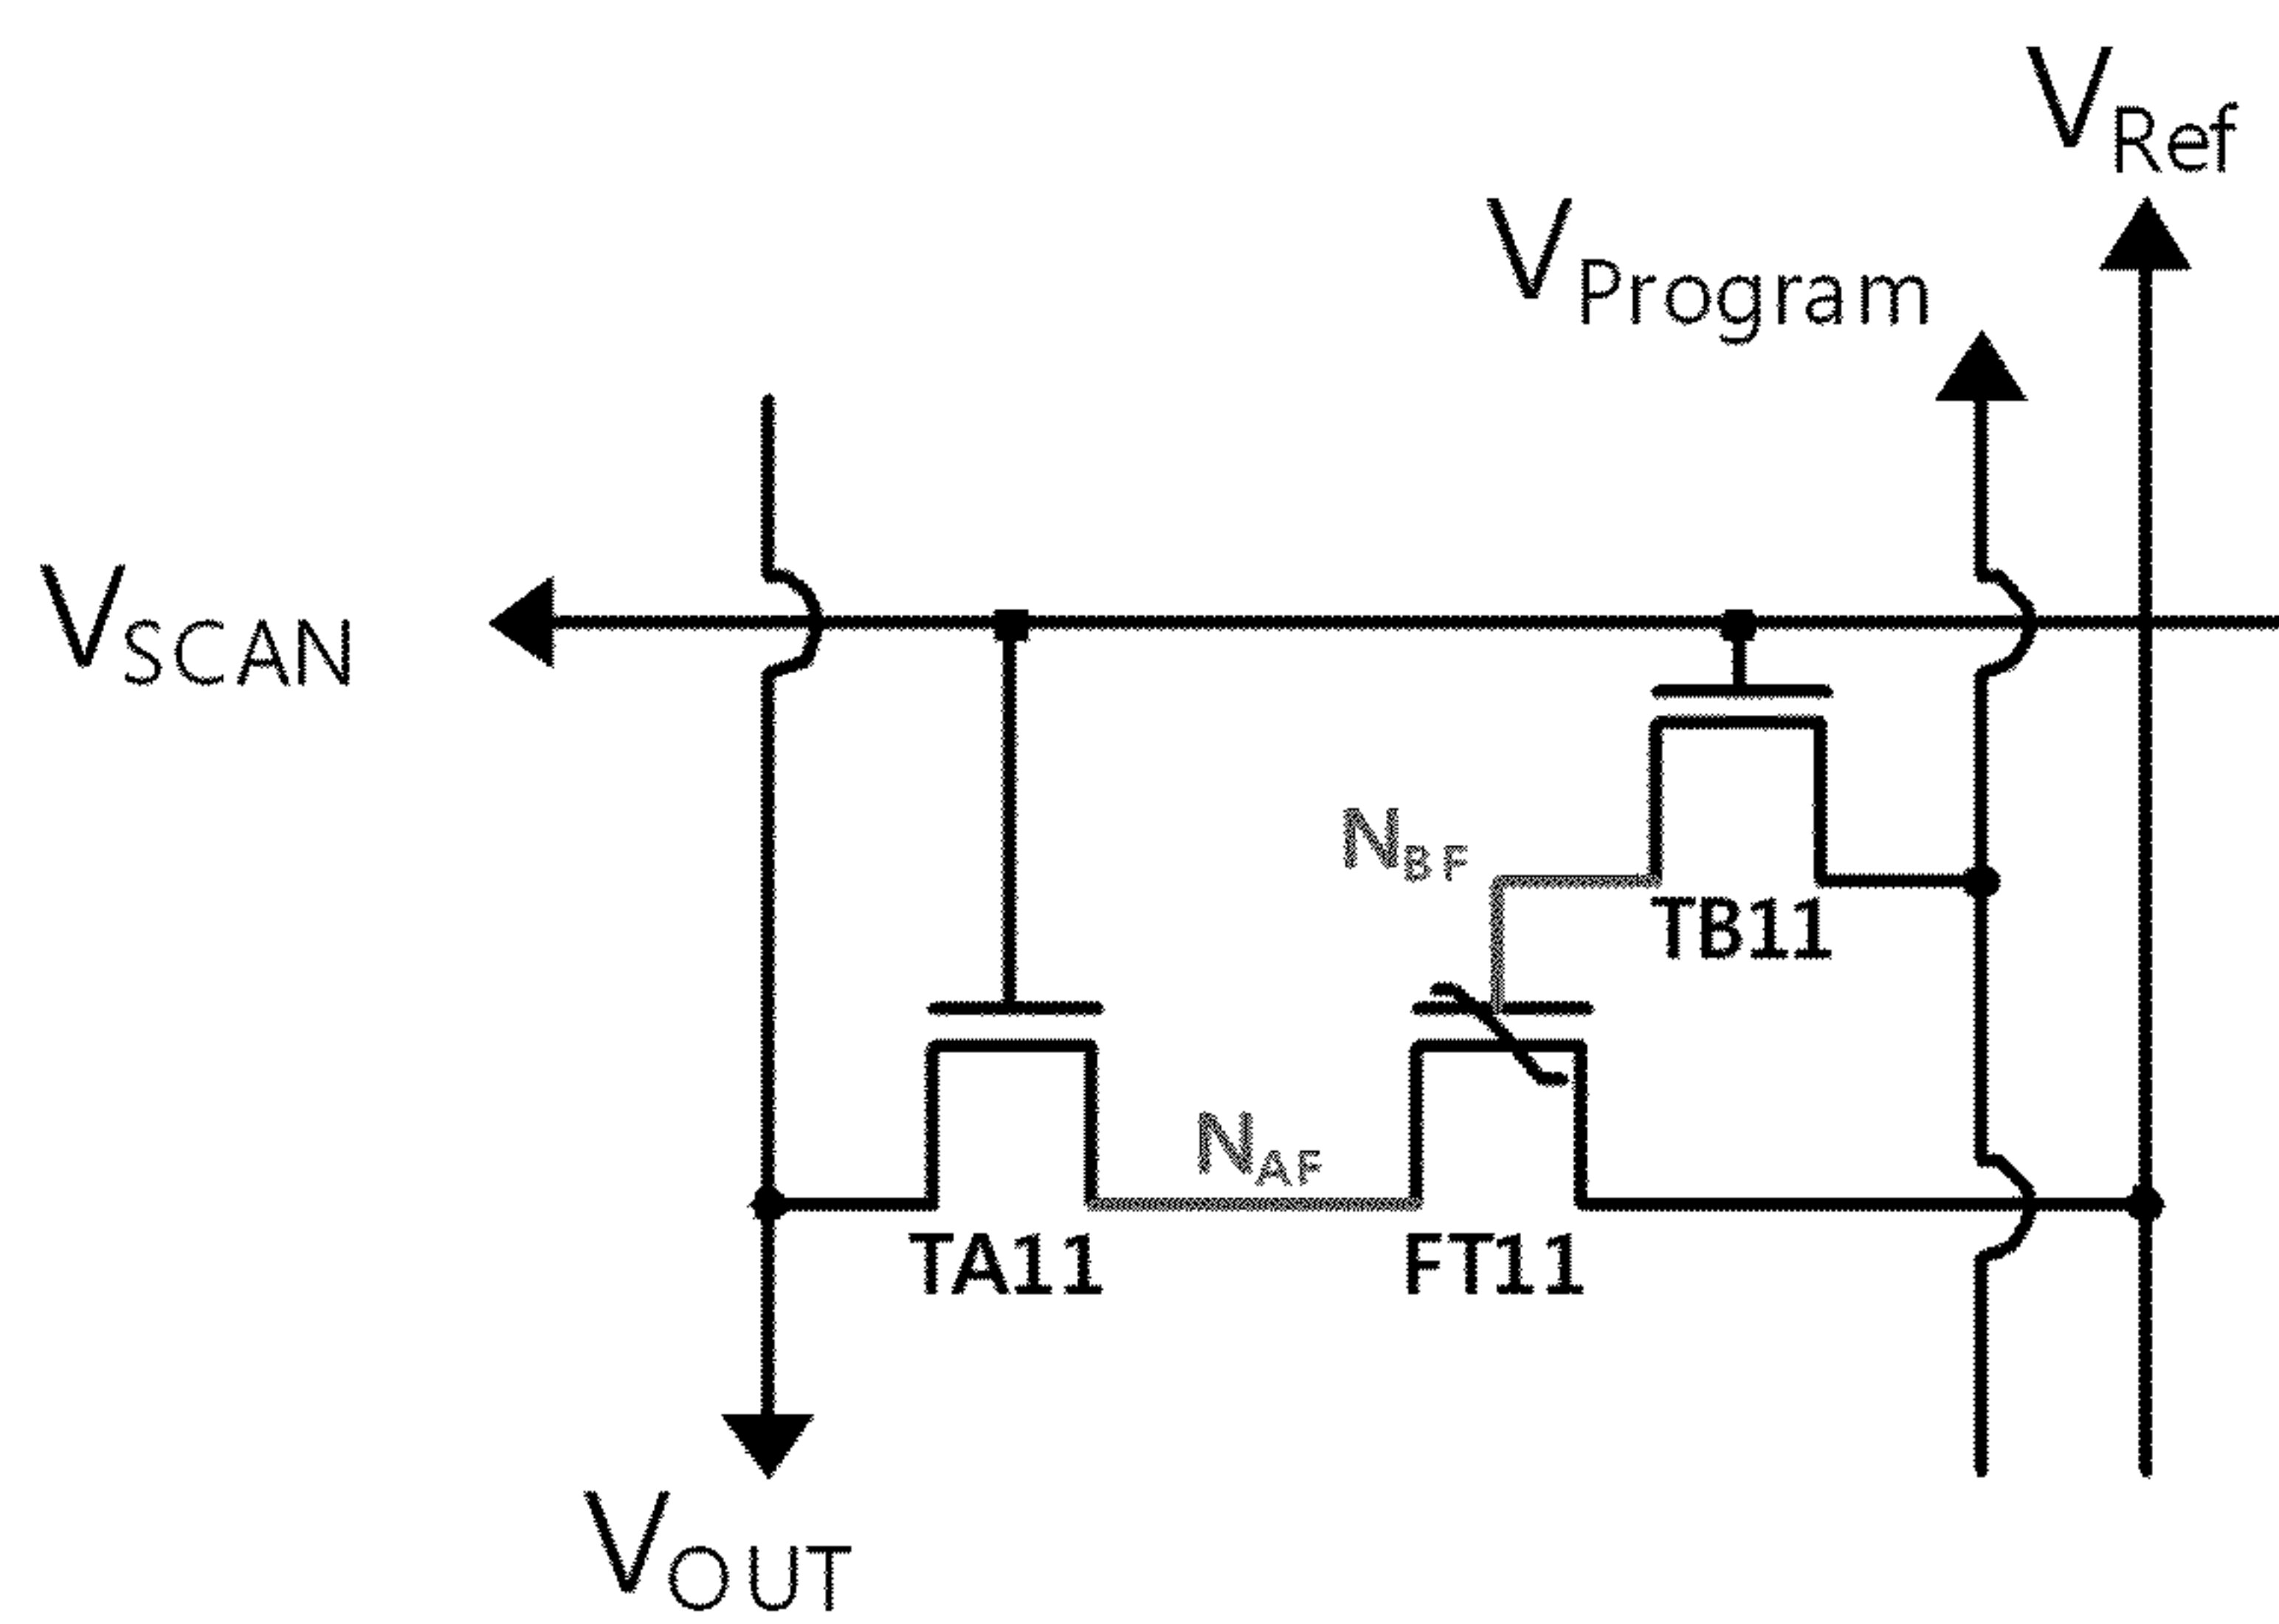 VRef
VProgram
VSCAN
NBF
TB11
NAF
TA11
FT11
VOUT